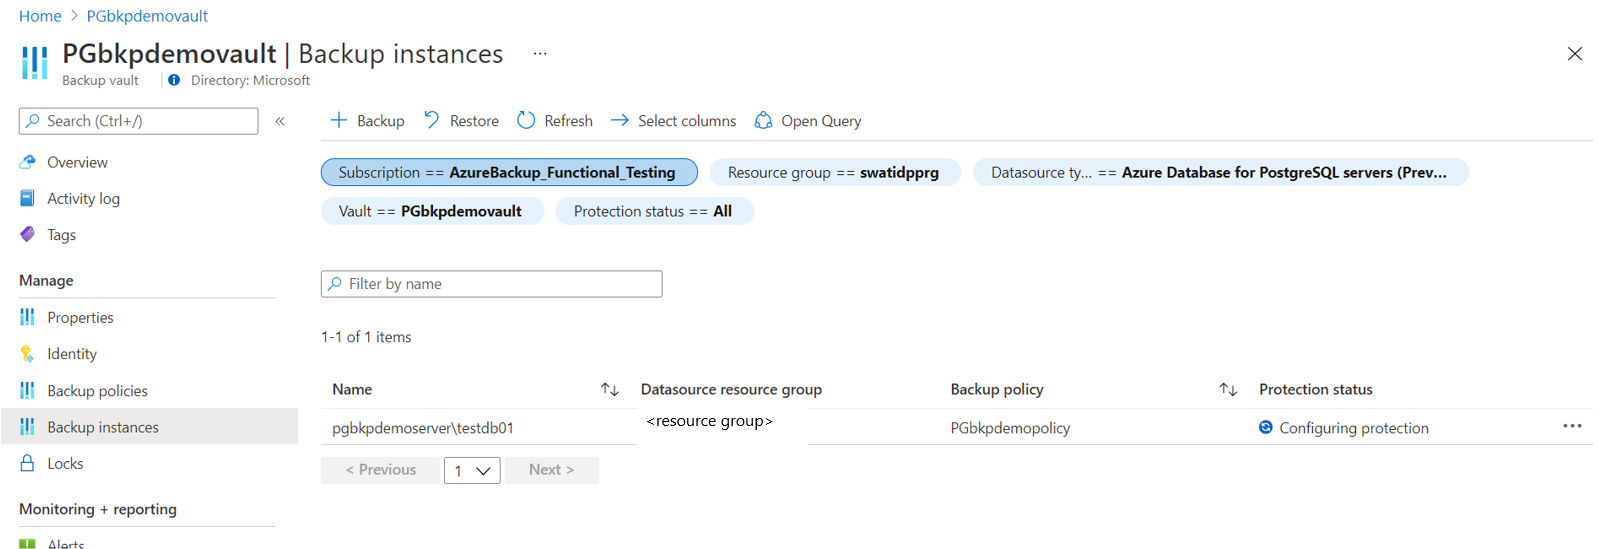 Home > PGbkpdemovault
PGbkpdemovault | Backup instances ...
Backup vault Directory: Microsoft
Search (Ctrl+/) «
Backup Restore Refresh Select columns Open Query
Overview
Activity log
Tags
Manage
Properties
Identity
Backup policies
Backup instances
Locks
Monitoring + reporting
Alerts
Subscription == AzureBackup_Functional_Testing Resource group == swatidpprg Datasource ty... == Azure Database for PostgreSQL servers (Prev...
Vault == PGbkpdemovault Protection status == All
Filter by name
1-1 of 1 items
Name Datasource resource group Backup policy Protection status
pgbkpdemoserver\testdb01 <resource group> PGbkpdemopolicy Configuring protection ...
< Previous 1 Next >